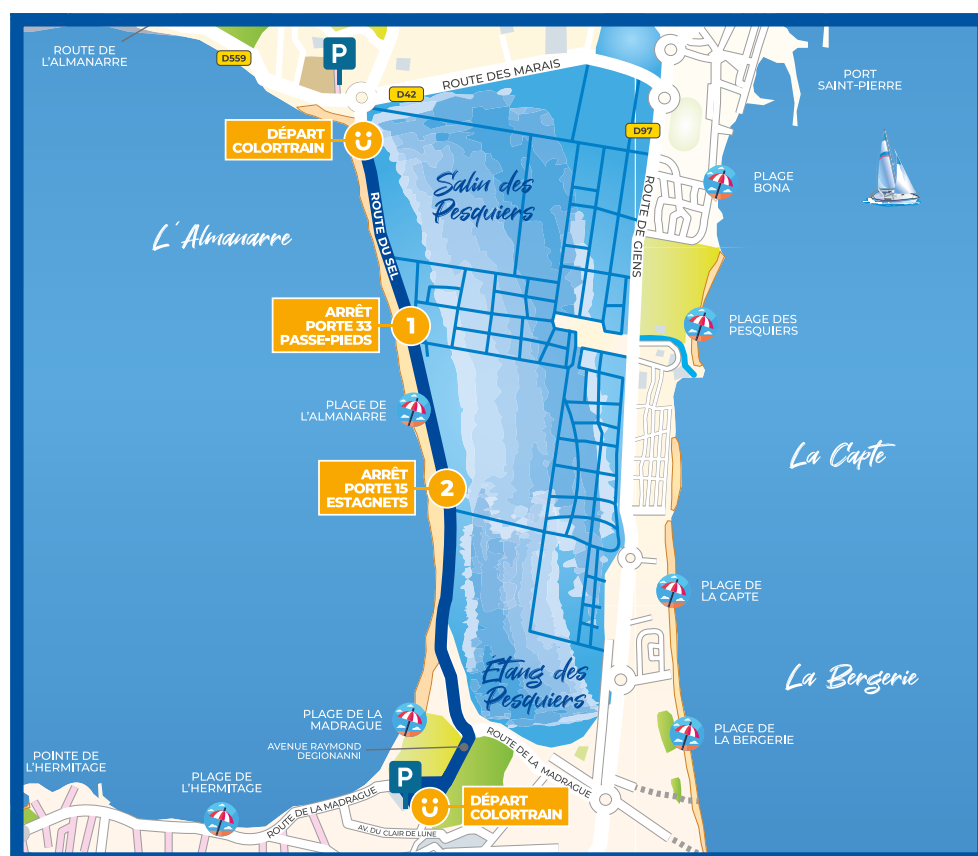 ROUTE DE
L'ALMANARRE
D559
P
D42
ROUTE DES MARAIS
PORT
SAINT-PIERRE
DÉPART
COLORTRAIN
D97
PLAGE
BONA
Salin des
Pesquiers
ROUTE DU SEL
ROUTE DE GIENS
L'Almanarre
ARRÊT
PORTE 33
PASSE-PIEDS
1
PLAGE DES
PESQUIERS
PLAGE DE
L'ALMANARRE
La Capte
ARRÊT
PORTE 15
ESTAGNETS
2
PLAGE DE
LA CAPTE
Étang des
Pesquiers
La Bergerie
PLAGE DE LA
MADRAGUE
PLAGE DE
LA BERGERIE
AVENUE RAYMOND
DEGIONANNI
ROUTE DE LA MADRAGUE
POINTE DE
L'HERMITAGE
PLAGE DE
L'HERMITAGE
P
ROUTE DE LA MADRAGUE
DÉPART
COLORTRAIN
AV. DU CLAIR DE LUNE